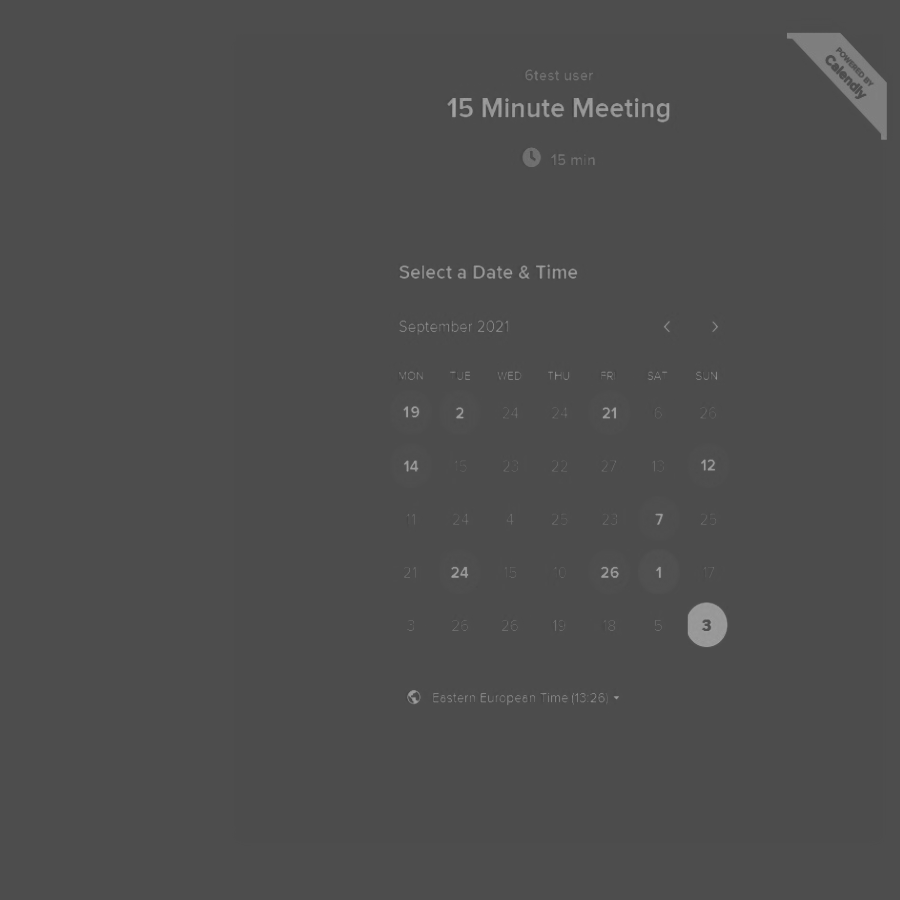 POWERED BY
Calendly
6test user
15 Minute Meeting
15 min
Select a Date & Time
September 2021
MON TUE WED THU FRI SAT SUN
19 2 24 24 21 6 26
14 15 23 22 27 13 12
11 24 4 25 23 7 25
21 24 15 10 26 1 17
3 26 26 19 18 5 3
Eastern European Time (13:26)